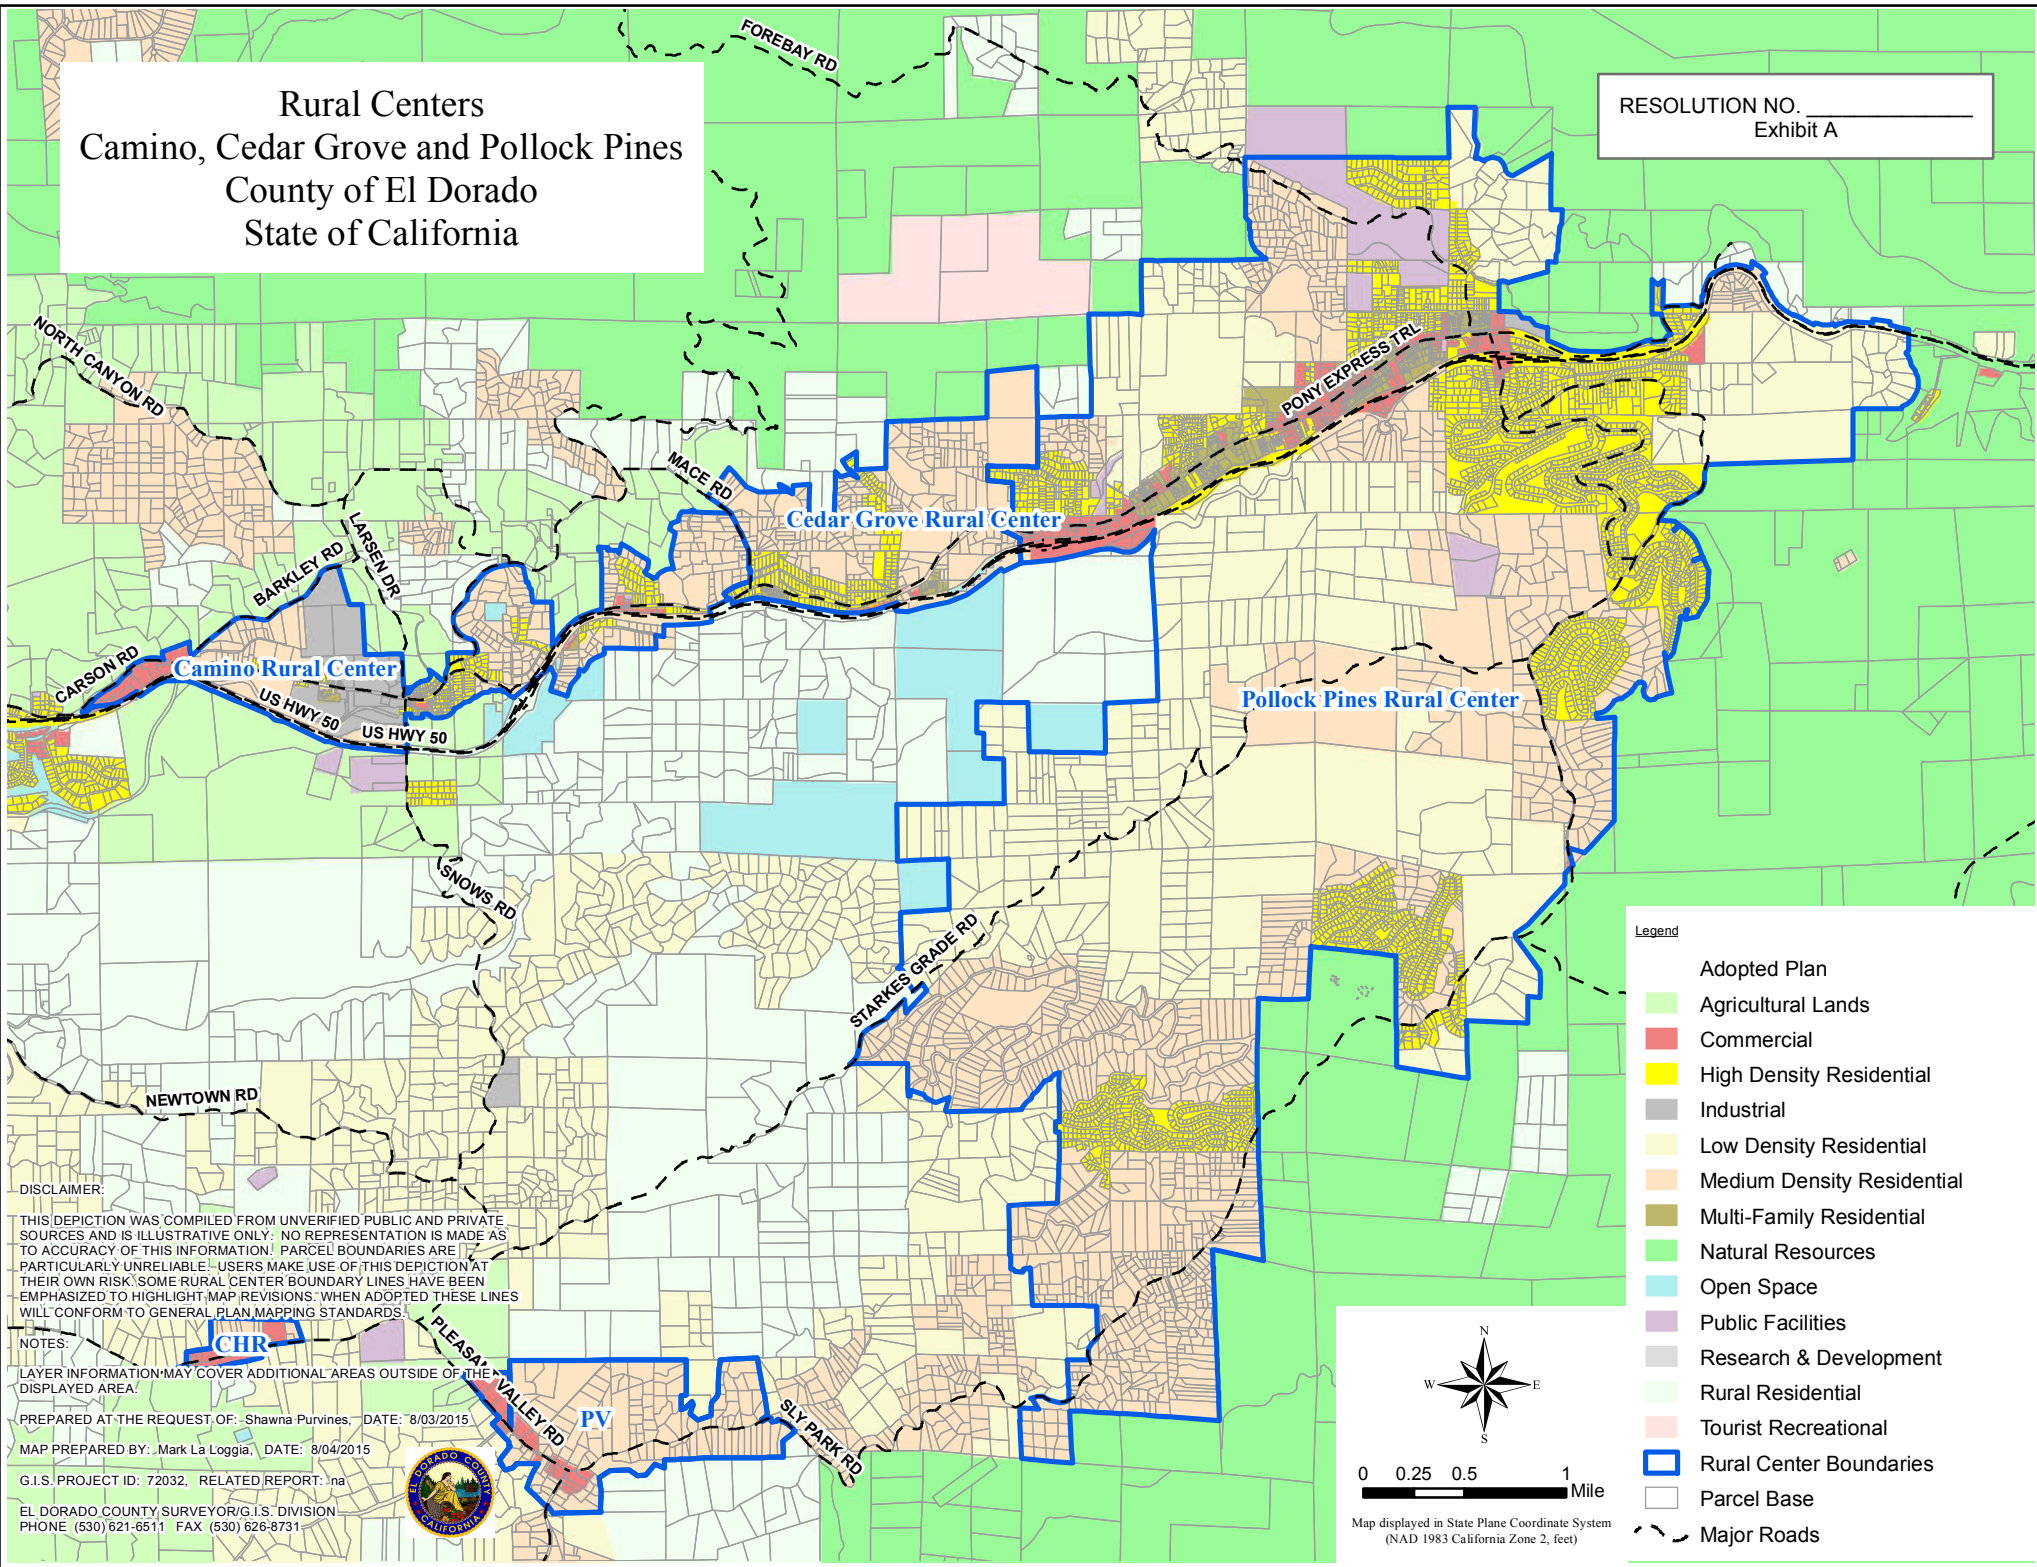 Rural Centers
Camino, Cedar Grove and Pollock Pines
County of El Dorado
State of California
RESOLUTION NO. _______________
Exhibit A
FOREBAY RD
NORTH CANYON RD
PONY EXPRESS TRL
MACE RD
Cedar Grove Rural Center
LARSEN DR
BARKLEY RD
CARSON RD
Camino Rural Center
US HWY 50
US HWY 50
Pollock Pines Rural Center
SNOWS RD
STARKES GRADE RD
NEWTOWN RD
Legend
Adopted Plan
Agricultural Lands
Commercial
High Density Residential
Industrial
Low Density Residential
Medium Density Residential
Multi-Family Residential
Natural Resources
Open Space
Public Facilities
Research & Development
Rural Residential
Tourist Recreational
Rural Center Boundaries
Parcel Base
Major Roads
DISCLAIMER:
THIS DEPICTION WAS COMPILED FROM UNVERIFIED PUBLIC AND PRIVATE
SOURCES AND IS ILLUSTRATIVE ONLY. NO REPRESENTATION IS MADE AS
TO ACCURACY OF THIS INFORMATION. PARCEL BOUNDARIES ARE
PARTICULARLY UNRELIABLE. USERS MAKE USE OF THIS DEPICTION AT
THEIR OWN RISK. SOME RURAL CENTER BOUNDARY LINES HAVE BEEN
EMPHASIZED TO HIGHLIGHT MAP REVISIONS. WHEN ADOPTED THESE LINES
WILL CONFORM TO GENERAL PLAN MAPPING STANDARDS.
CHR
NOTES:
LAYER INFORMATION MAY COVER ADDITIONAL AREAS OUTSIDE OF THE
DISPLAYED AREA.
PLEASANT VALLEY RD
PV
SLY PARK RD
PREPARED AT THE REQUEST OF: Shawna Purvines, DATE: 8/03/2015
MAP PREPARED BY: Mark La Loggia, DATE: 8/04/2015
G.I.S. PROJECT ID: 72032, RELATED REPORT: na
EL DORADO COUNTY SURVEYOR/G.I.S. DIVISION
PHONE (530) 621-6511 FAX (530) 626-8731
EL DORADO COUNTY
CALIFORNIA
N
W E
S
0 0.25 0.5 1
Mile
Map displayed in State Plane Coordinate System
(NAD 1983 California Zone 2, feet)